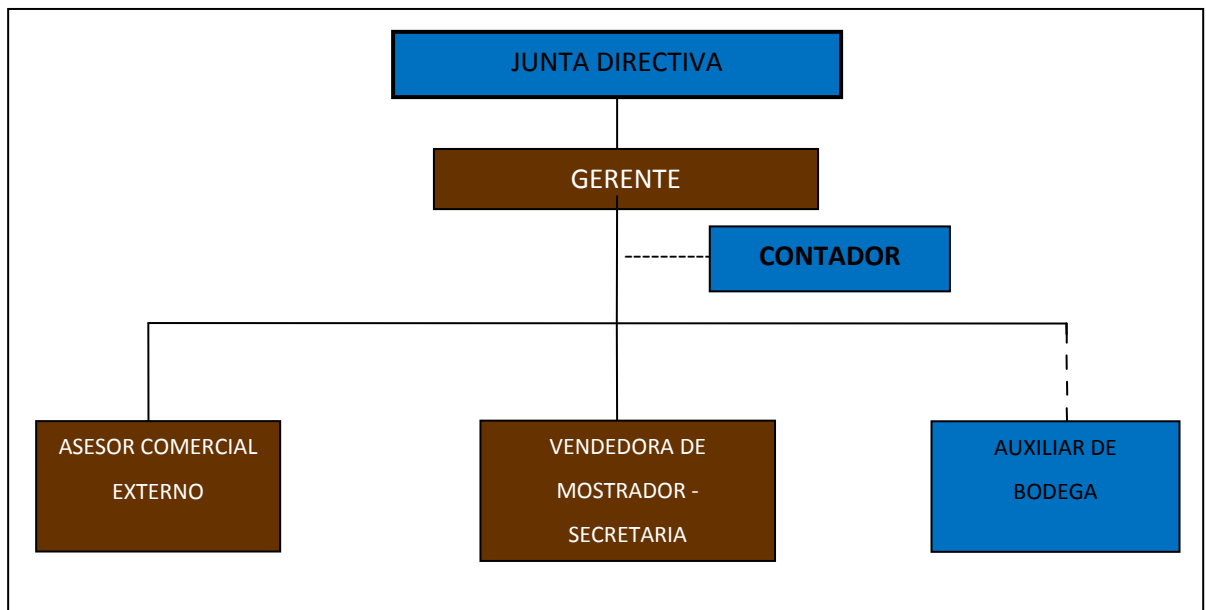 JUNTA DIRECTIVA
GERENTE
CONTADOR
ASESOR COMERCIAL
EXTERNO
VENDEDORA DE
MOSTRADOR -
SECRETARIA
AUXILIAR DE
BODEGA